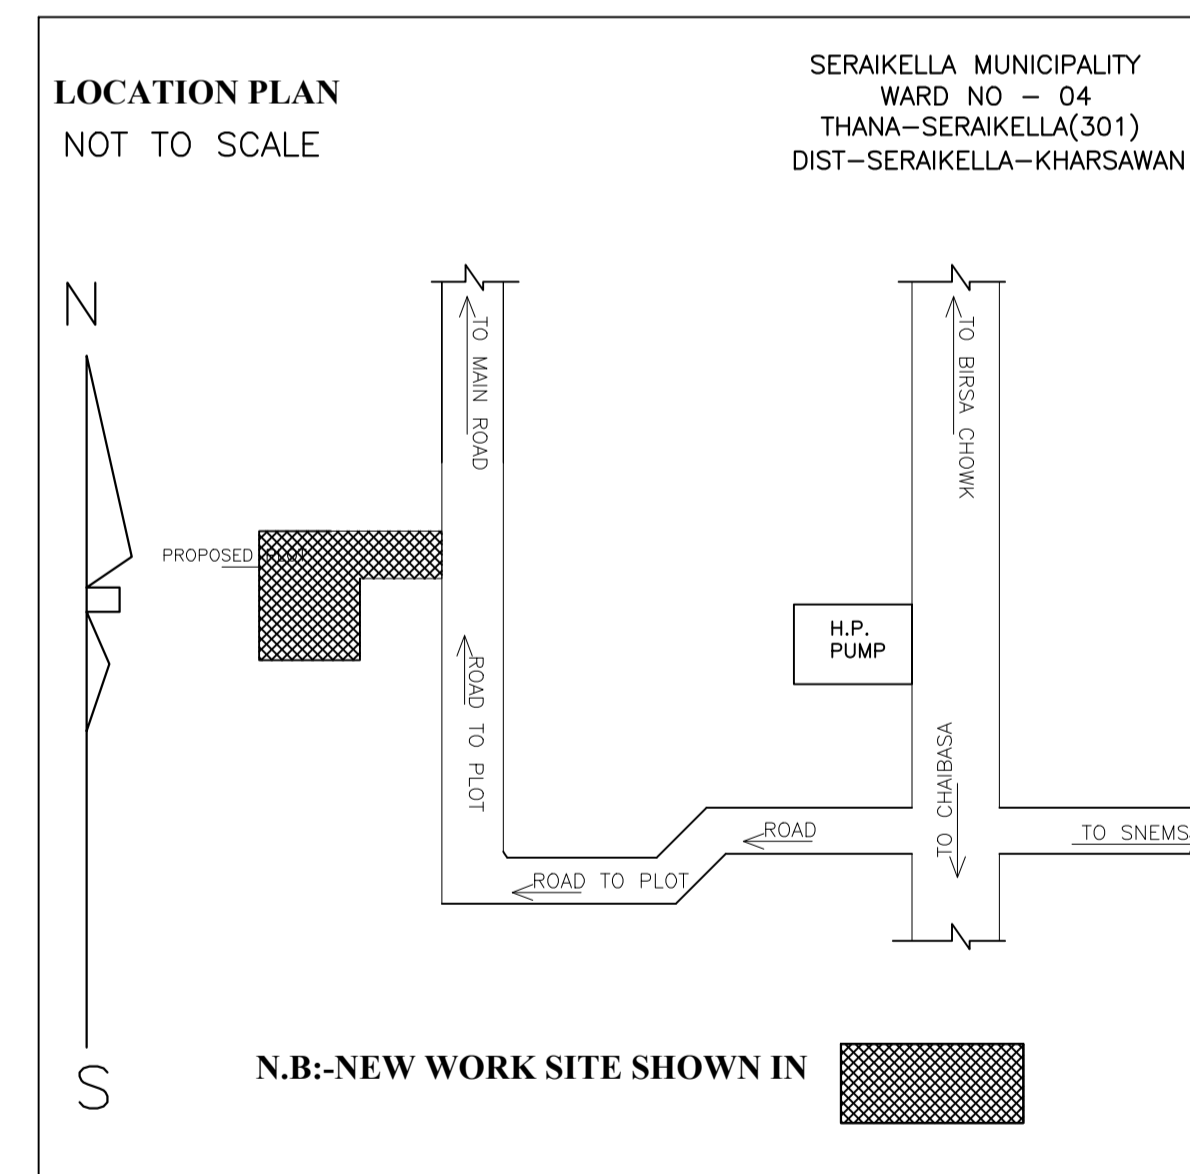 LOCATION PLAN
NOT TO SCALE
SERAIKELLA MUNICIPALITY
WARD NO - 04
THANA-SERAIKELLA(301)
DIST-SERAIKELLA-KHARSAWAN
N
TO MAIN ROAD
TO BIRSA CHOWK
PROPOSED PLOT
H.P.
PUMP
ROAD TO PLOT
TO CHAIBASA
ROAD
TO SNEMS
ROAD TO PLOT
N.B:-NEW WORK SITE SHOWN IN
S